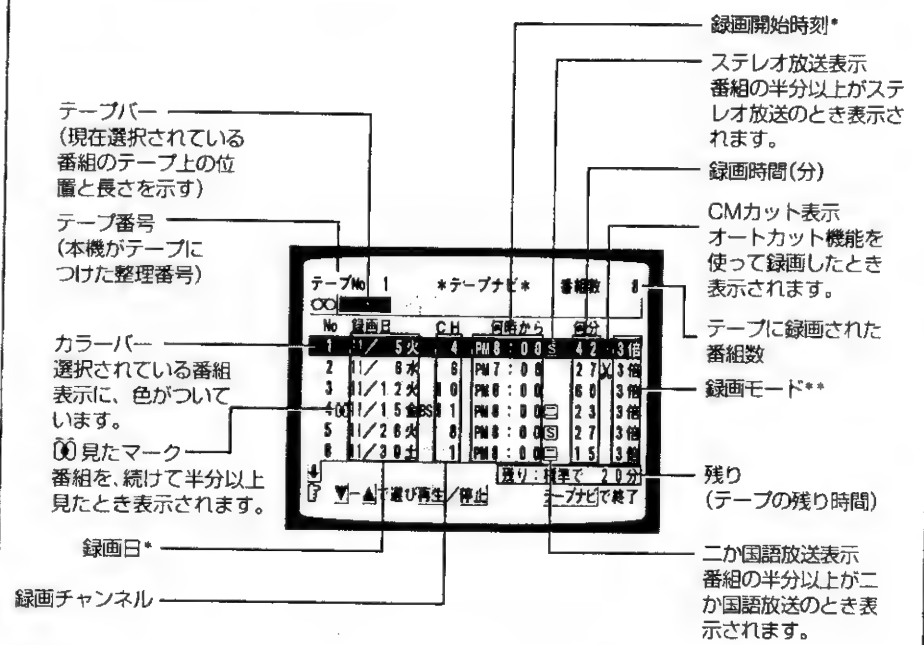 録画開始時刻*
ステレオ放送表示
番組の半分以上がステ
レオ放送のとき表示さ
れます。
録画時間(分)
CMカット表示
オートカット機能を
使って録画したとき
表示されます。
テープに録画された
番組数
録画モード**
残り
(テープの残り時間)
二か国語放送表示
番組の半分以上が二
か国語放送のとき表
示されます。
テープバー
(現在選択されている
番組のテープ上の位
置と長さを示す)
テープ番号
(本機がテープに
つけた整理番号)
カラーバー
選択されている番組
表示に、色がついて
います。
見たマーク
番組を、続けて半分以上
見たとき表示されます。
録画日*
録画チャンネル
テープNo 1 *テープナビ* 番組数 8
No 録画日 CH 何時から 何分
1 11/ 5火 4 PM8:00 S 42 3倍
2 11/ 6水 6 PM7:00 27 3倍
3 11/12火 10 PM8:00 60 3倍
4 11/15金 BS 1 PM8:00 二 23 3倍
5 11/26火 8 PM8:00 S 27 3倍
6 11/30土 1 PM8:00 二 15 3倍
残り:標準で 20分
▼-▲で選び再生/停止 テープナビで終了